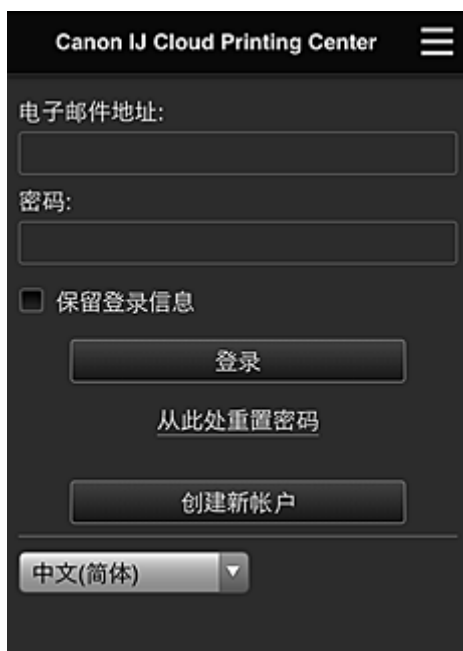 Canon IJ Cloud Printing Center
电子邮件地址:
密码:
保留登录信息
登录
从此处重置密码
创建新帐户
中文(简体)